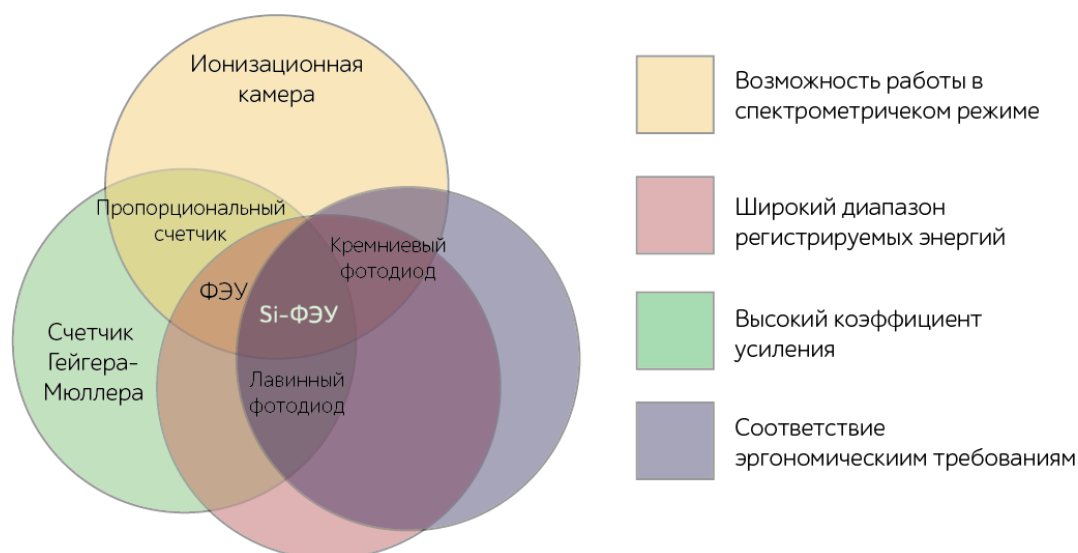 Ионизационная
камера
Пропорциональный
счетчик
Кремниевый
фотодиод
ФЭУ
Si-ФЭУ
Счетчик
Гейгера-
Мюллера
Лавинный
фотодиод
Возможность работы в
спектрометричеком режиме
Широкий диапазон
регистрируемых энергий
Высокий коэффициент
усиления
Соответствие
эргономическиим требованиям